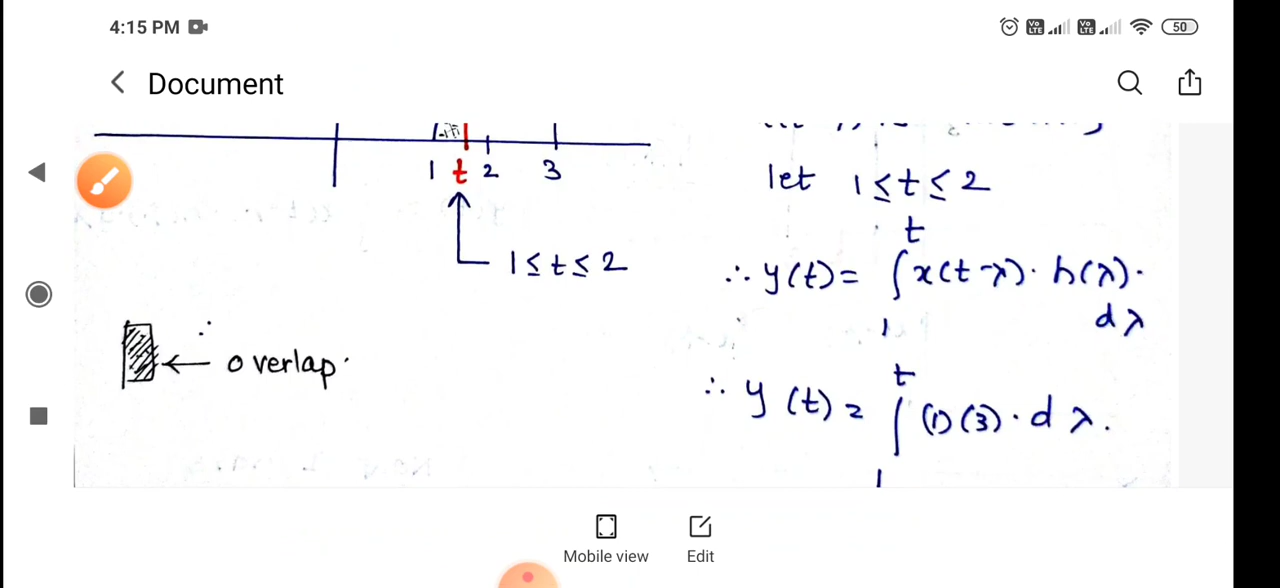 4:15 PM
50
Document
1 t 2 3
1 ≤ t ≤ 2
∴
overlap.
let 1 ≤ t ≤ 2
∴ y(t) = ∫₁ᵗ x(t-λ). h(λ).
dλ
∴ y(t) = ∫₁ᵗ (1)(3). dλ.
Mobile view
Edit